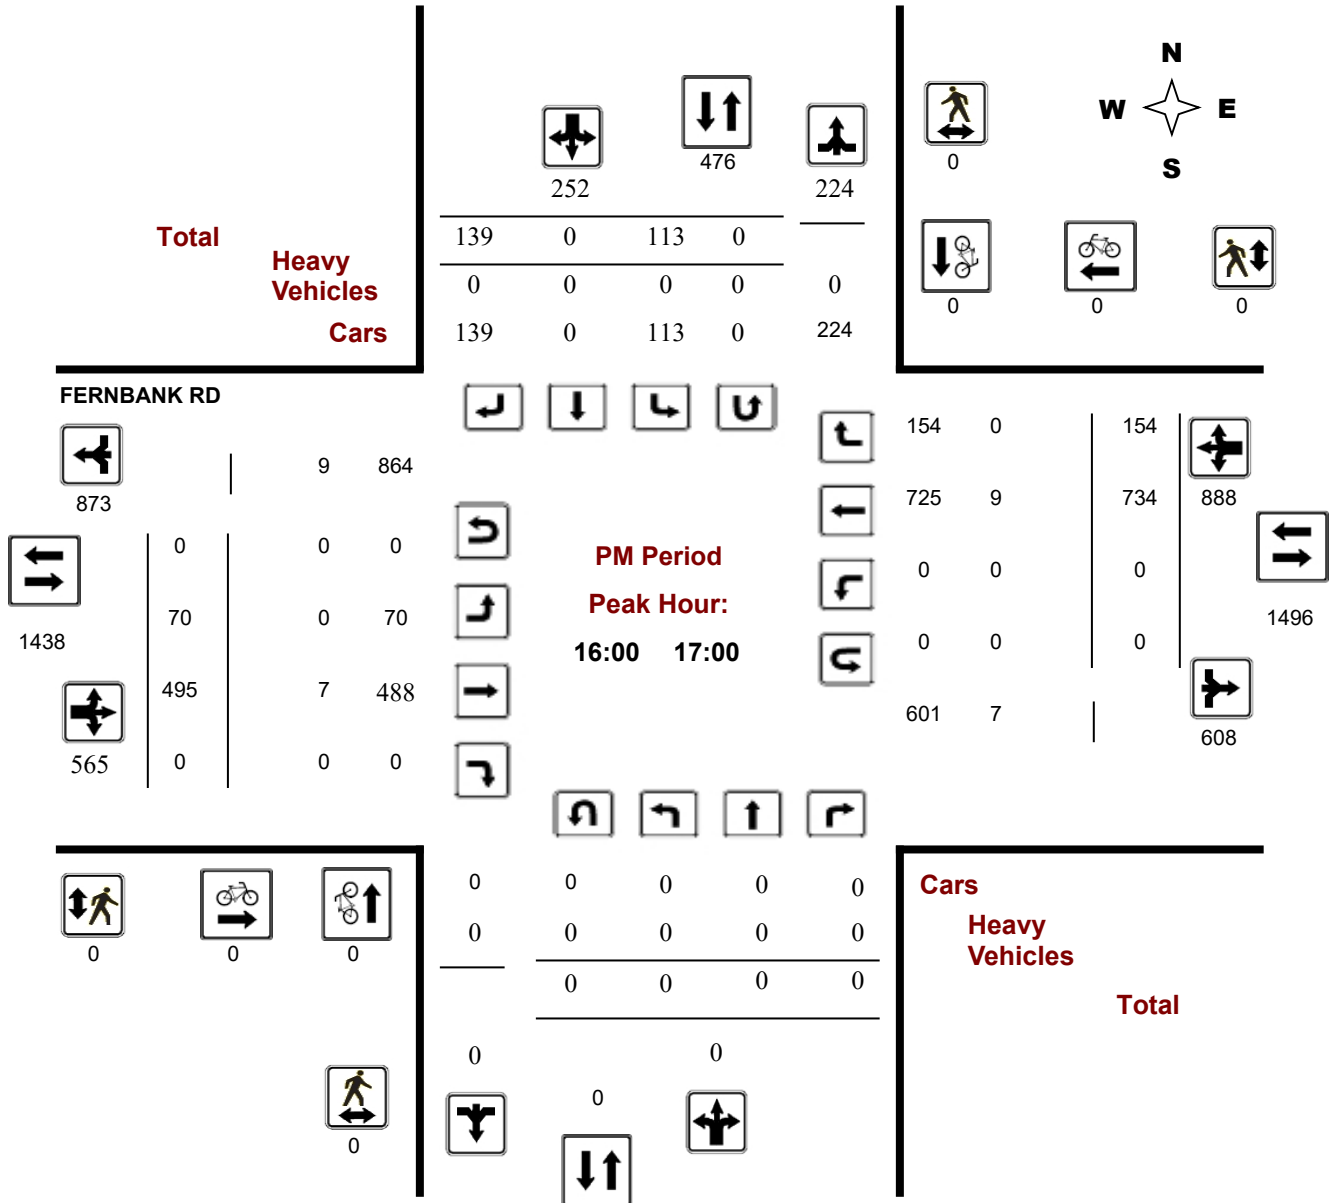 N
W E
S
476
252 224
0
Total 139 0 113 0
Heavy
Vehicles 0 0 0 0 0
0 0 0
Cars 139 0 113 0 224
FERNBANK RD
154 0 154
9 864
873
725 9 734 888
0 0 0
PM Period
0 0 0
Peak Hour:
70 0 70
1438
1496
16:00 17:00
0 0 0
495 7 488
601 7
608
565 0 0 0
0 0 0 0 0
Cars
0 0 0 0 0
Heavy
Vehicles
0 0 0
0 0 0 0
Total
0 0
0
0